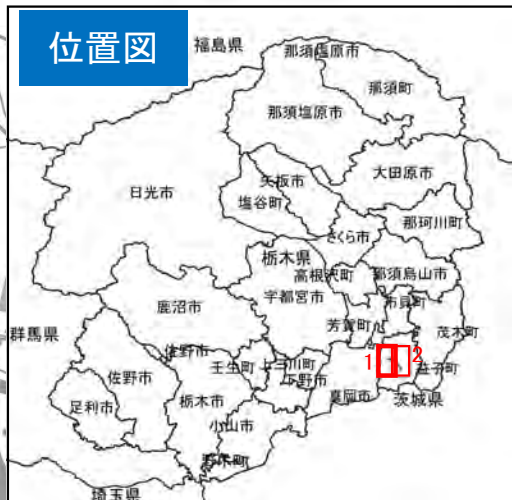 位置図
福島県
那須塩原市
那須町
那須塩原市
大田原市
矢板市
日光市
塩谷町
那珂川町
さくら市
栃木県
高根沢町
那須烏山市
宇都宮市
市貝町
鹿沼市
芳賀町
茂木町
群馬県
1
2
佐野市
壬生町
上三川町
下野市
益子町
佐野市
真岡市
茨城県
足利市
栃木市
小山市
野木町
埼玉県